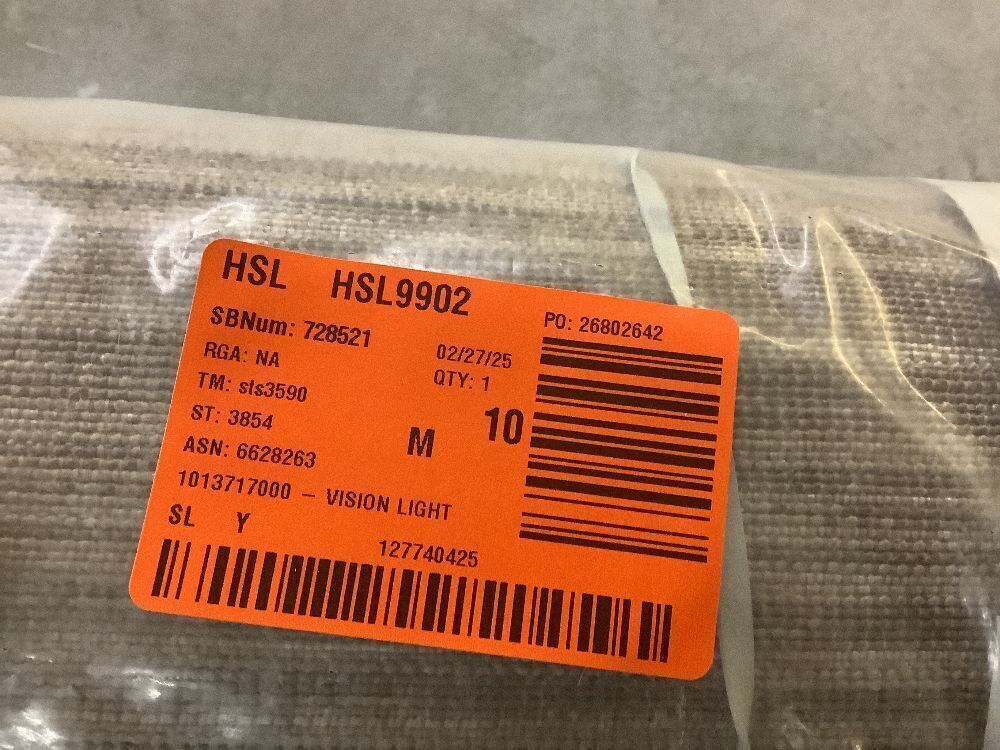 HSL HSL9902
SBNum: 728521
PO: 26802642
RGA: NA
02/27/25
TM: sts3590
QTY: 1
ST: 3854
M 10
ASN: 6628263
1013717000 – VISION LIGHT
SL Y
127740425